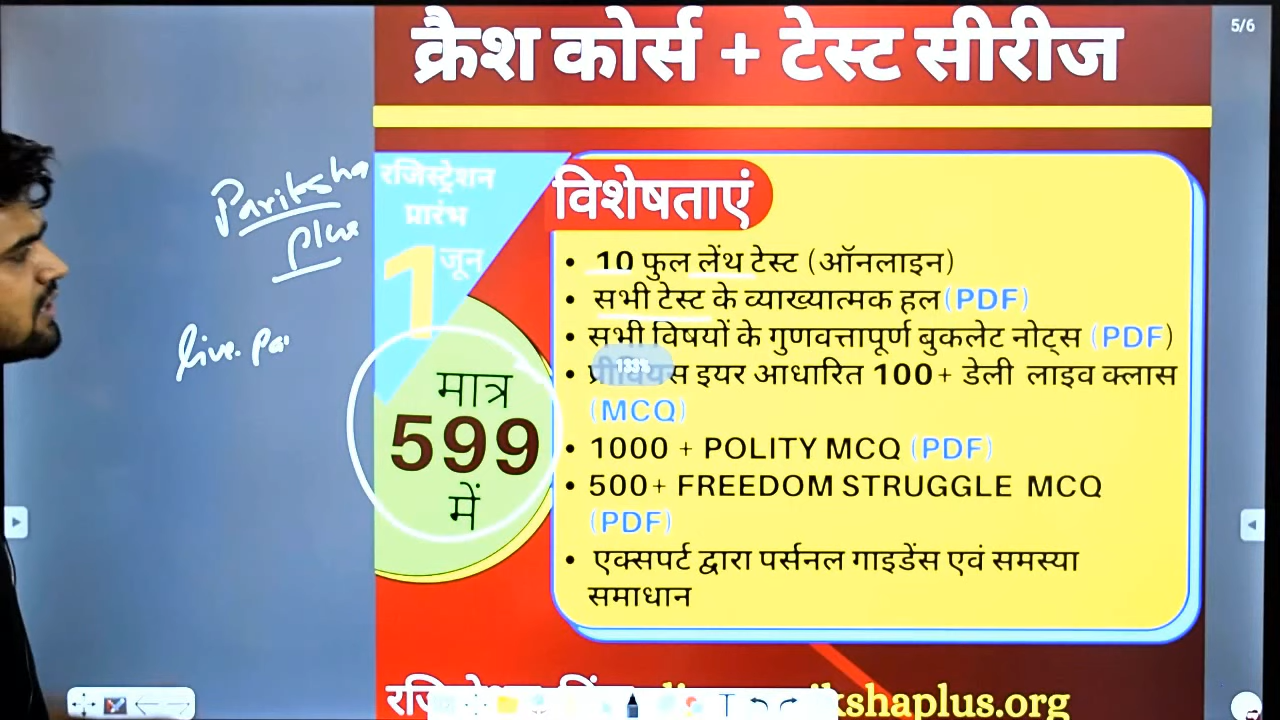 5/6
क्रैश कोर्स + टेस्ट सीरीज
Pariksha
plus
live. pa
रजिस्ट्रेशन
प्रारंभ
1 जून
मात्र
599
में
विशेषताएं
• 10 फुल लेंथ टेस्ट (ऑनलाइन)
• सभी टेस्ट के व्याख्यात्मक हल(PDF)
• सभी विषयों के गुणवत्तापूर्ण बुकलेट नोट्स (PDF)
• प्रीवियस इयर आधारित 100+ डेली लाइव क्लास
(MCQ)
• 1000 + POLITY MCQ (PDF)
• 500+ FREEDOM STRUGGLE MCQ
(PDF)
• एक्सपर्ट द्वारा पर्सनल गाइडेंस एवं समस्या
समाधान
kshaplus.org